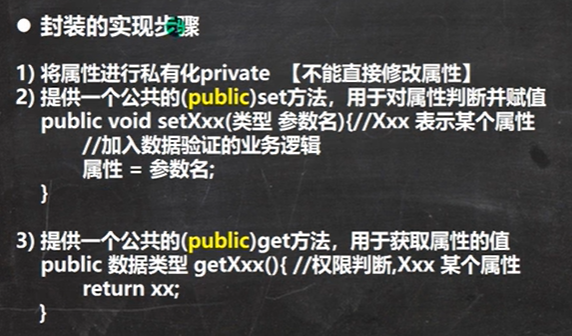 ● 封装的实现步骤
1) 将属性进行私有化private 【不能直接修改属性】
2) 提供一个公共的(public)set方法，用于对属性判断并赋值
public void setXxx(类型 参数名){//Xxx 表示某个属性
//加入数据验证的业务逻辑
属性 = 参数名;
}
3) 提供一个公共的(public)get方法，用于获取属性的值
public 数据类型 getXxx(){ //权限判断,Xxx 某个属性
return xx;
}